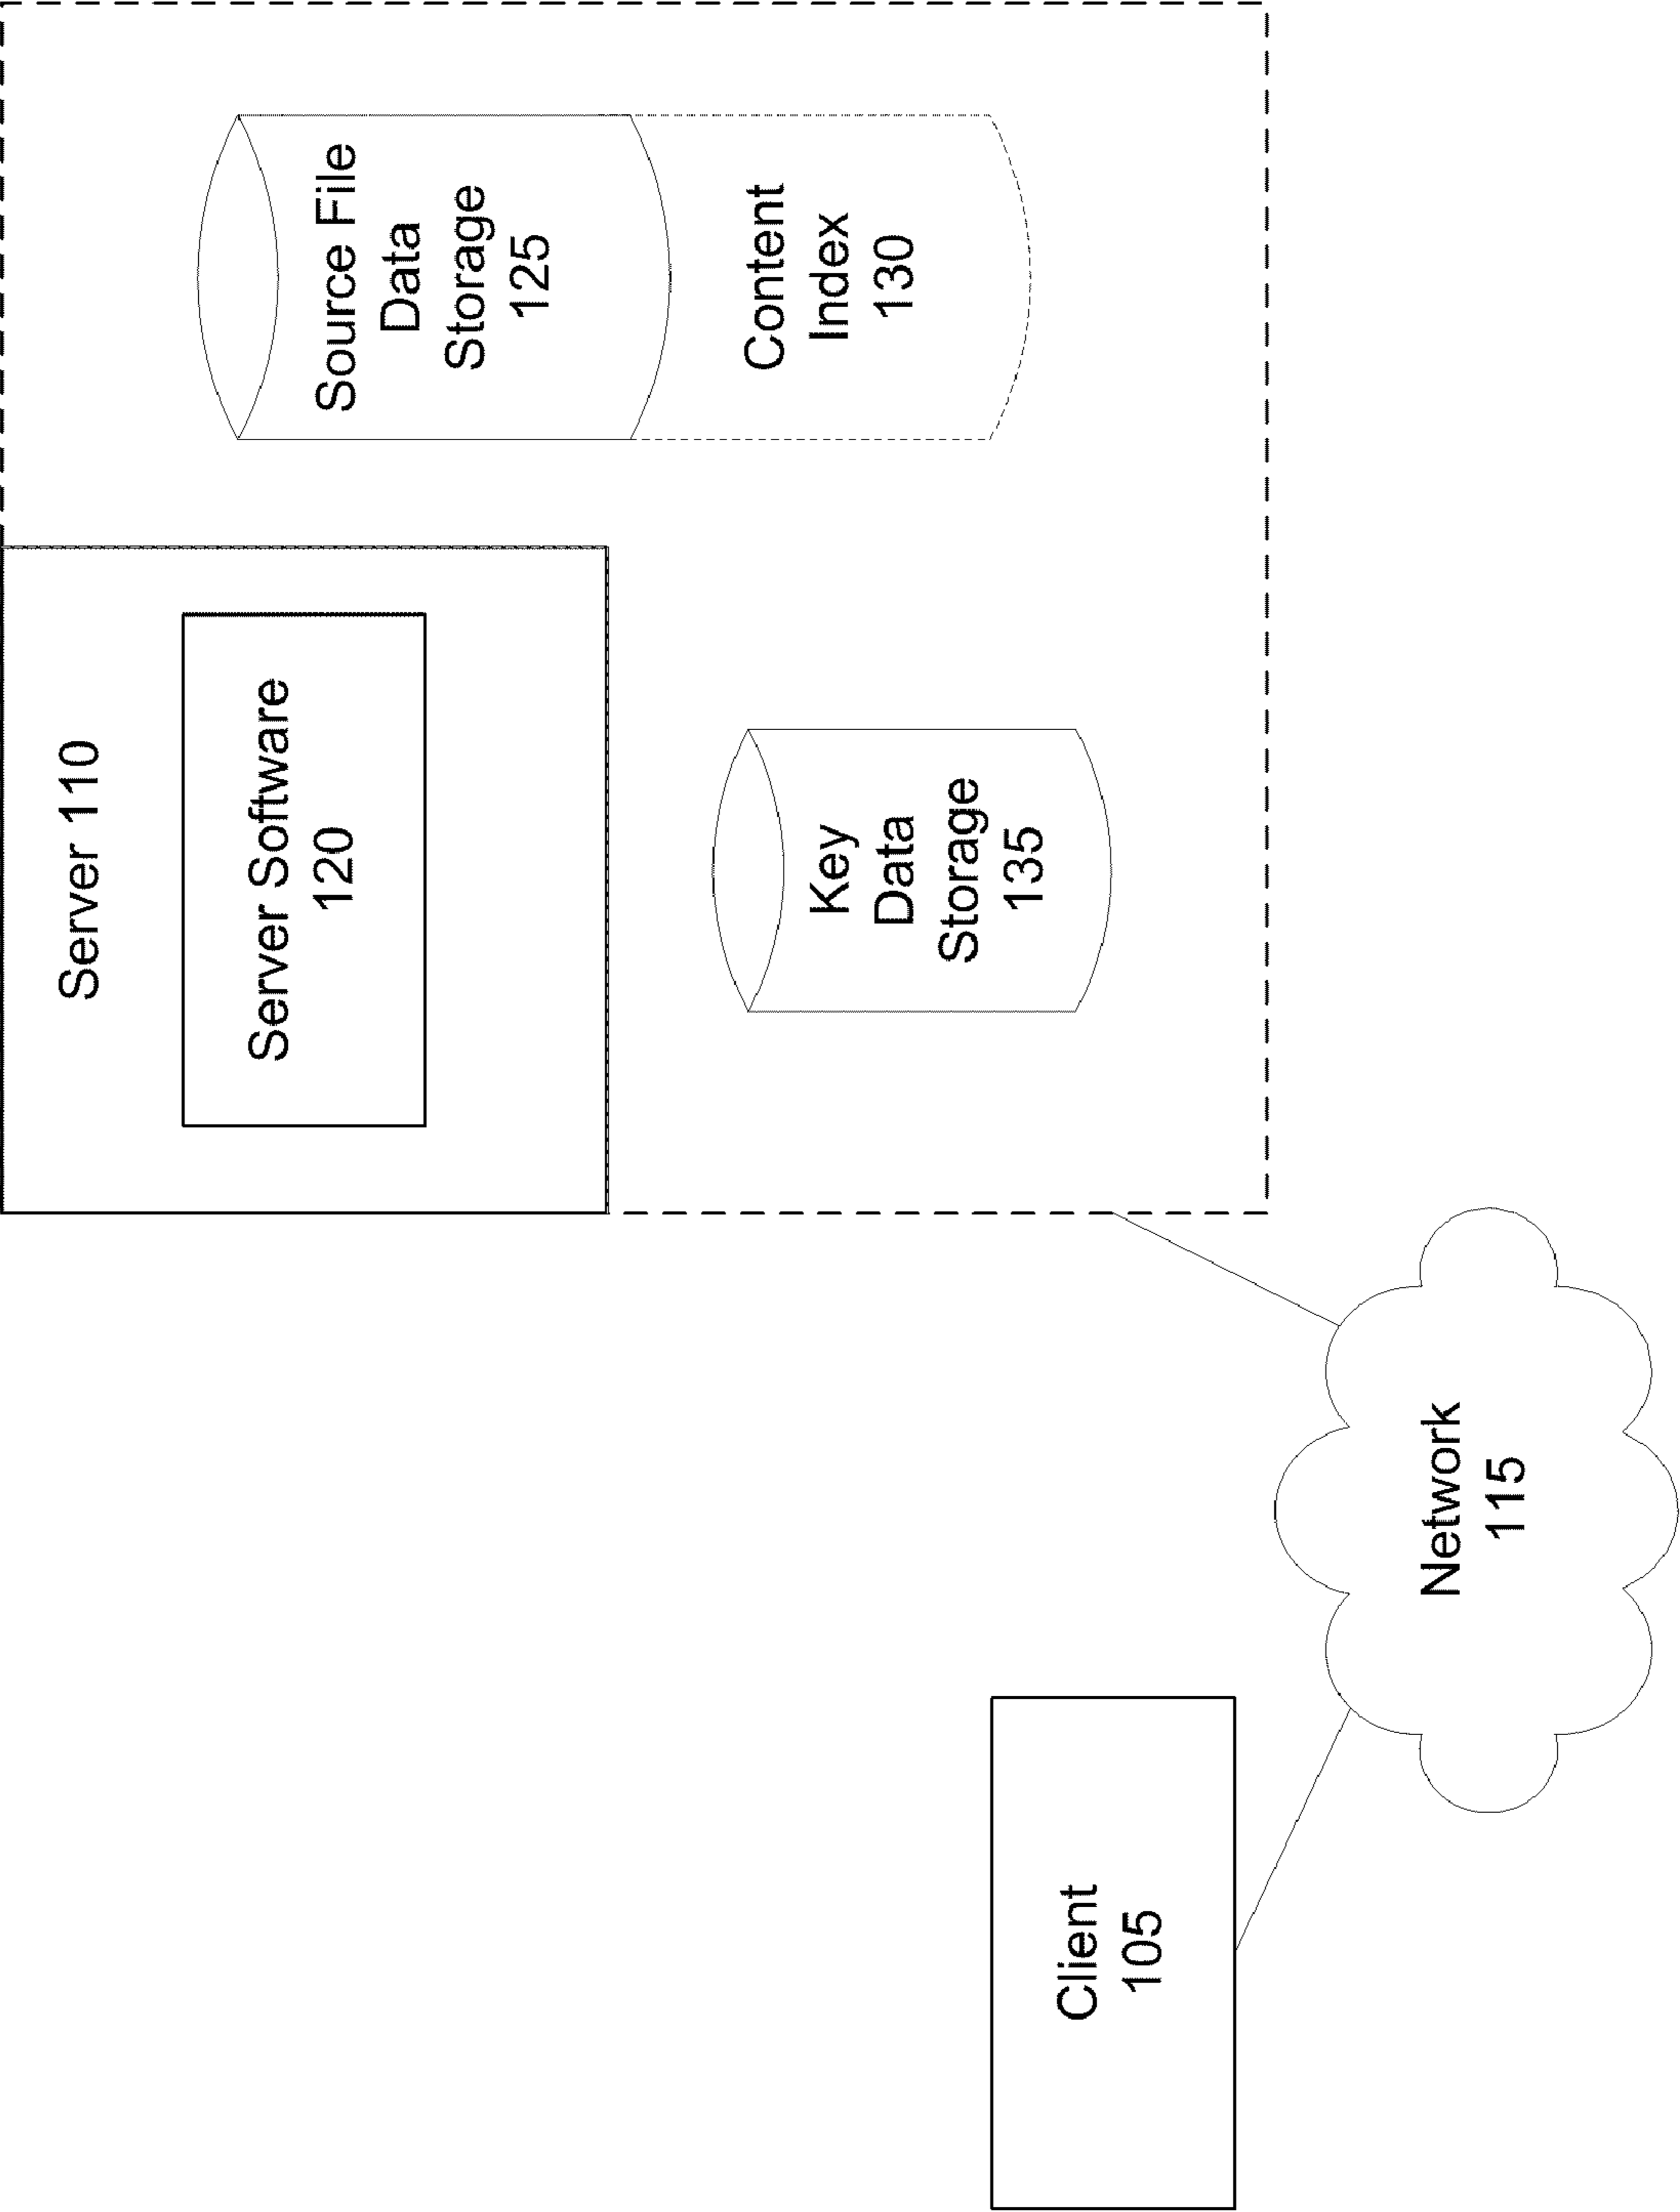 Server 110
Server Software
120
Source File
Data
Storage
125
Content
Index
130
Key
Data
Storage
135
Client
105
Network
115